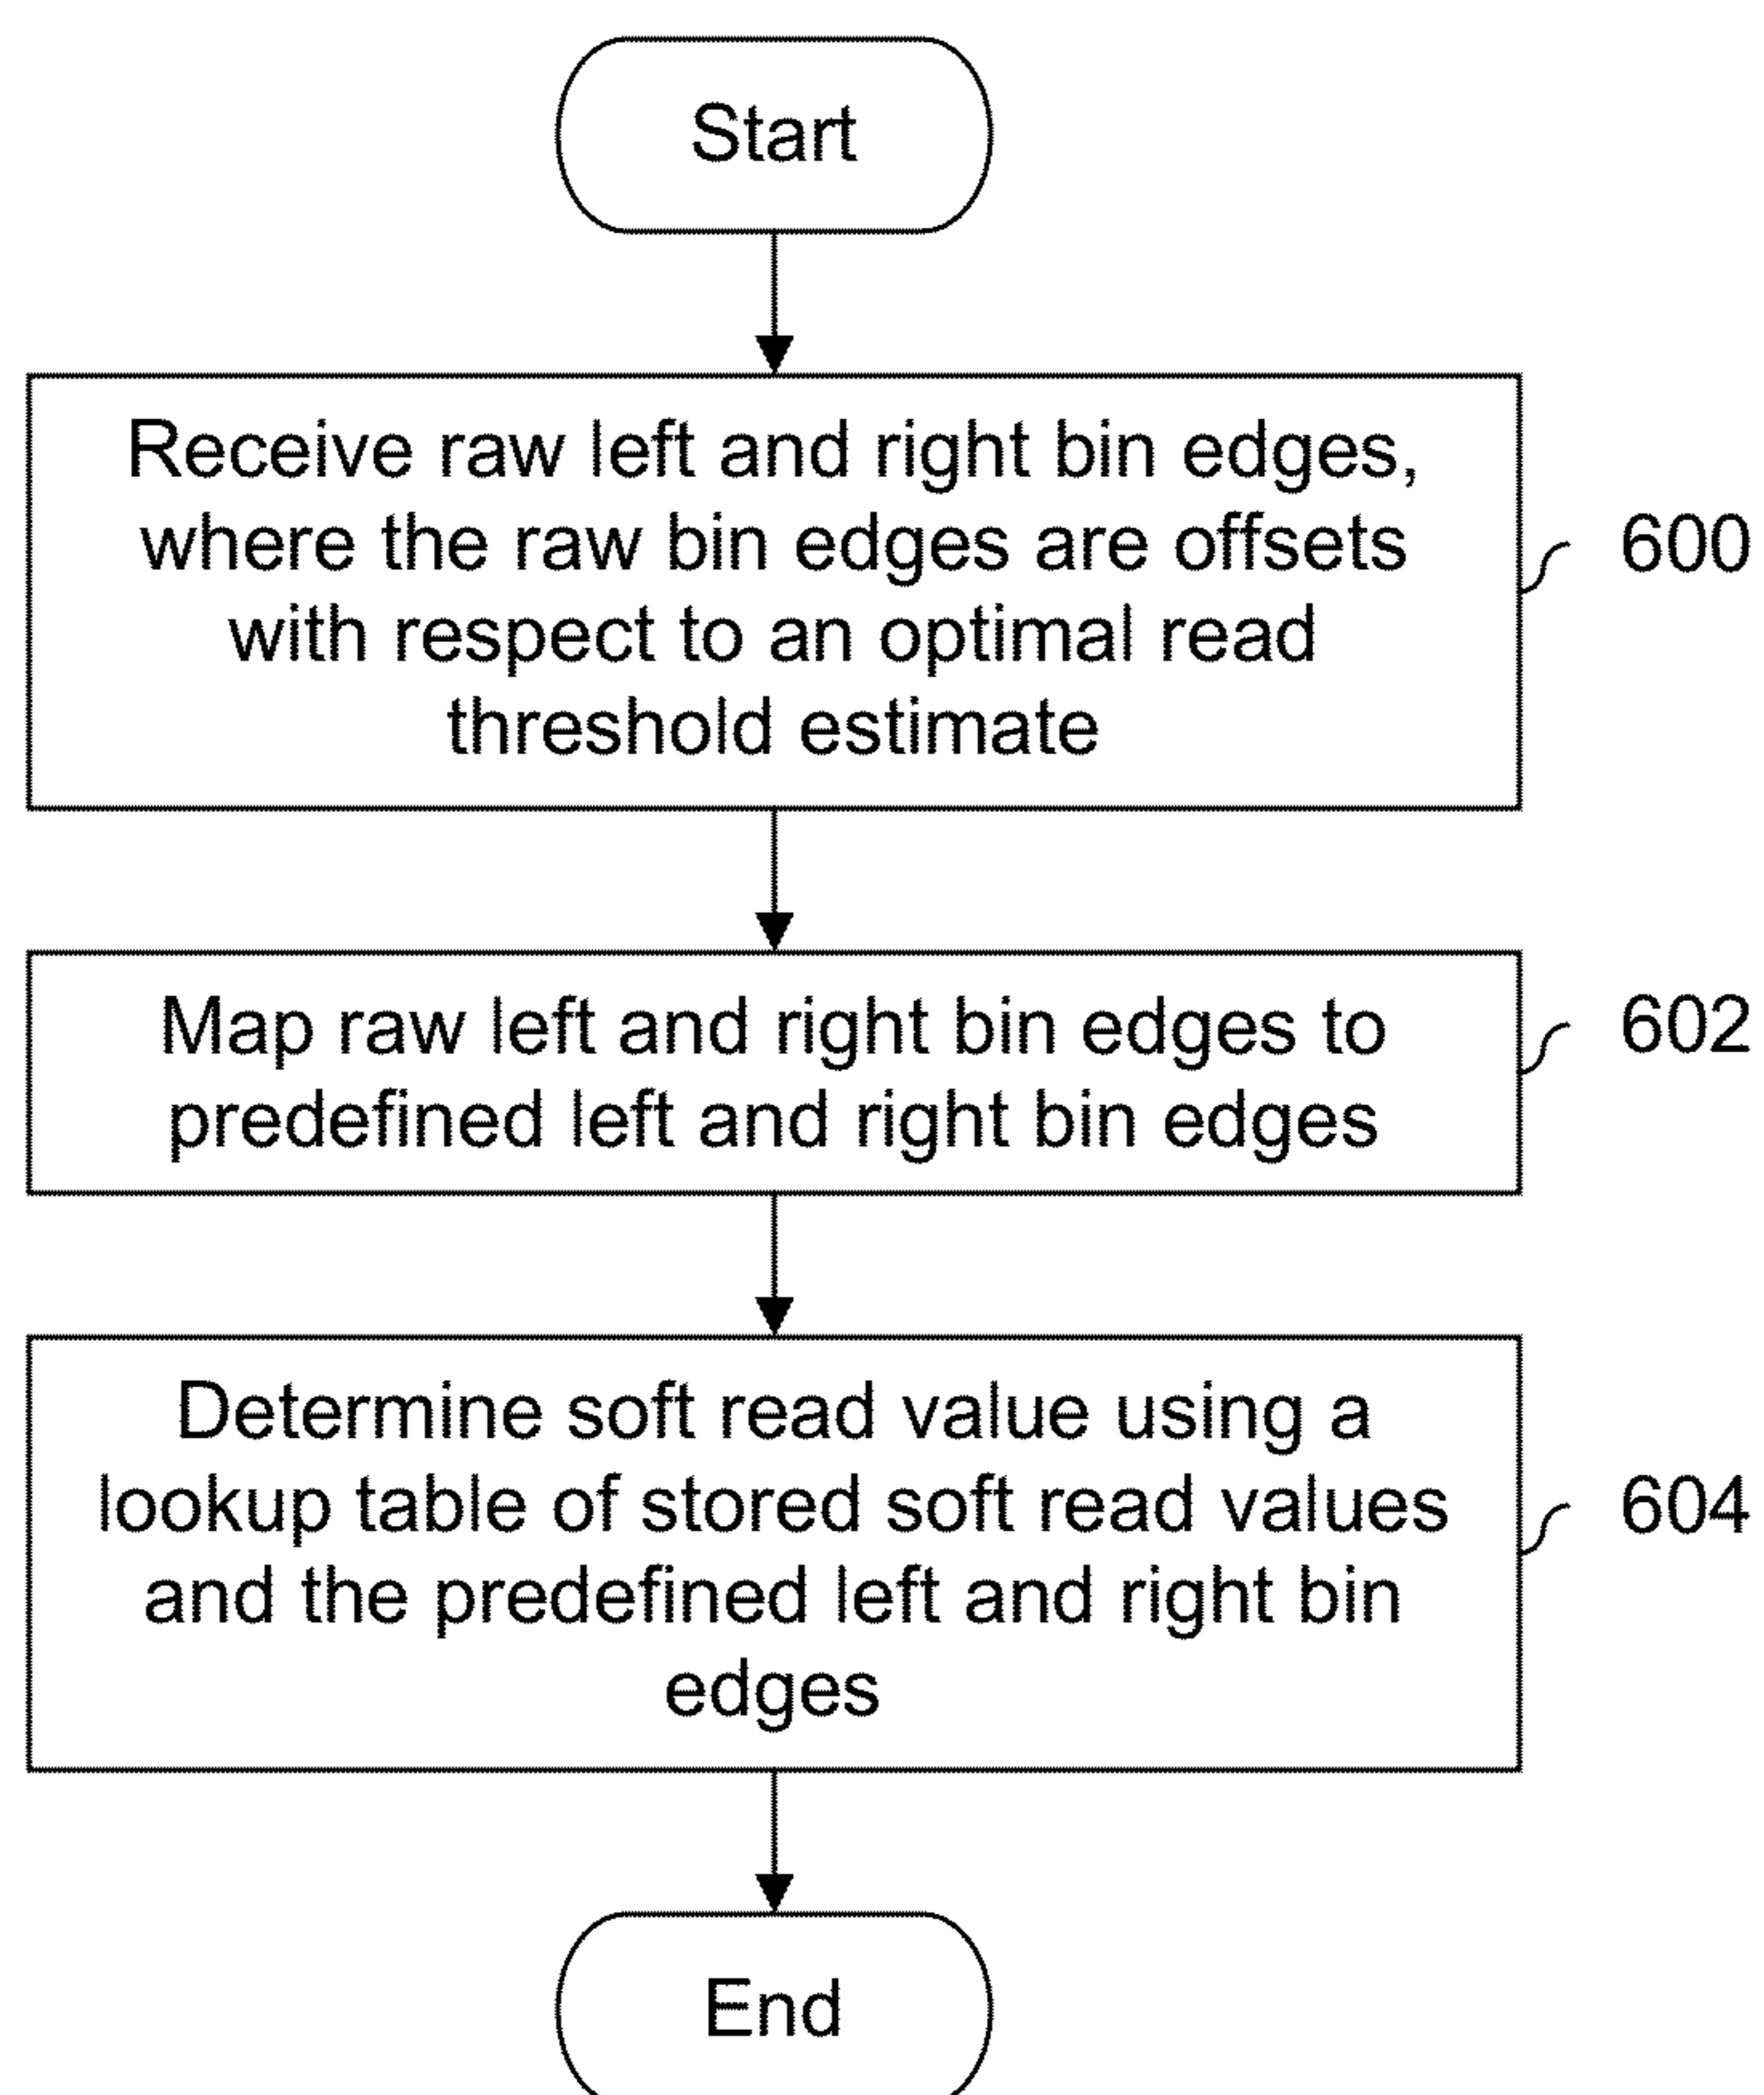 Start
Receive raw left and right bin edges,
where the raw bin edges are offsets
with respect to an optimal read
threshold estimate
600
Map raw left and right bin edges to
predefined left and right bin edges
602
Determine soft read value using a
lookup table of stored soft read values
and the predefined left and right bin
edges
604
End